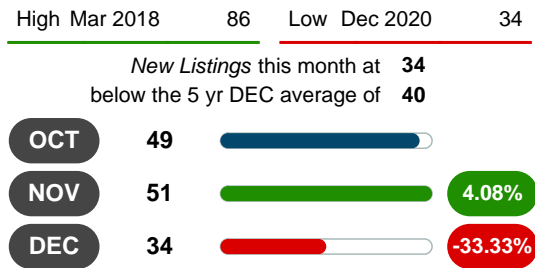 High Mar 2018 86 Low Dec 2020 34
New Listings this month at 34
below the 5 yr DEC average of 40
OCT 49
NOV 51 4.08%
DEC 34 -33.33%